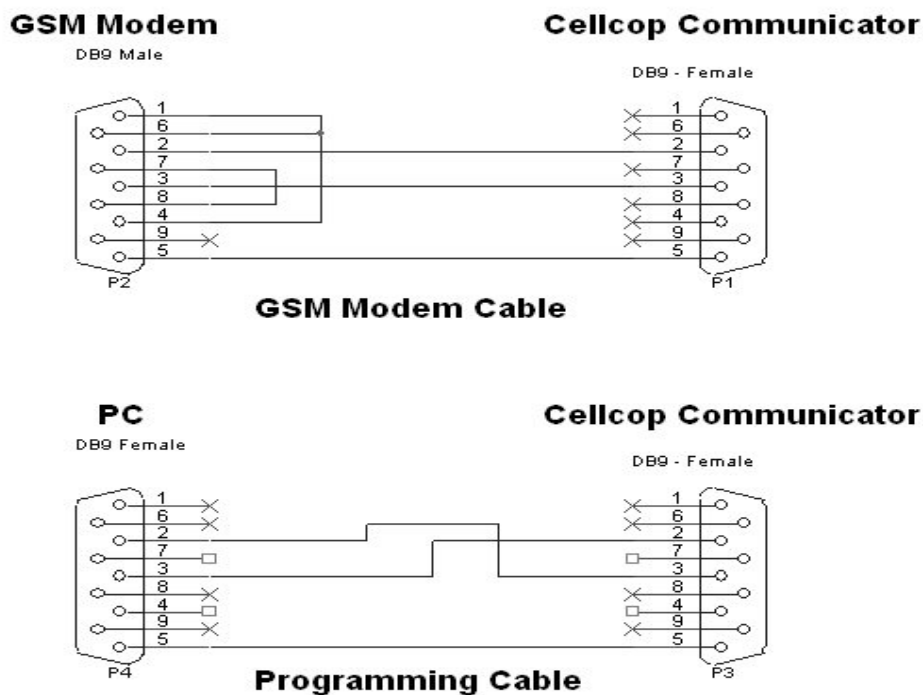 GSM Modem
Cellcop Communicator
DB9 Male
DB9 - Female
1
6
2
7
3
8
4
9
5
P2
1
6
2
7
3
8
4
9
5
P1
GSM Modem Cable
PC
Cellcop Communicator
DB9 Female
DB9 - Female
1
6
2
7
3
8
4
9
5
P4
1
6
2
7
3
8
4
9
5
P3
Programming Cable